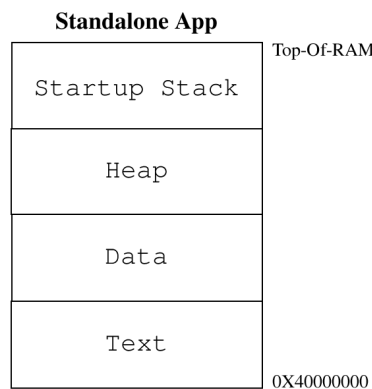 Standalone App
Top-Of-RAM
Startup Stack
Heap
Data
Text
0X40000000